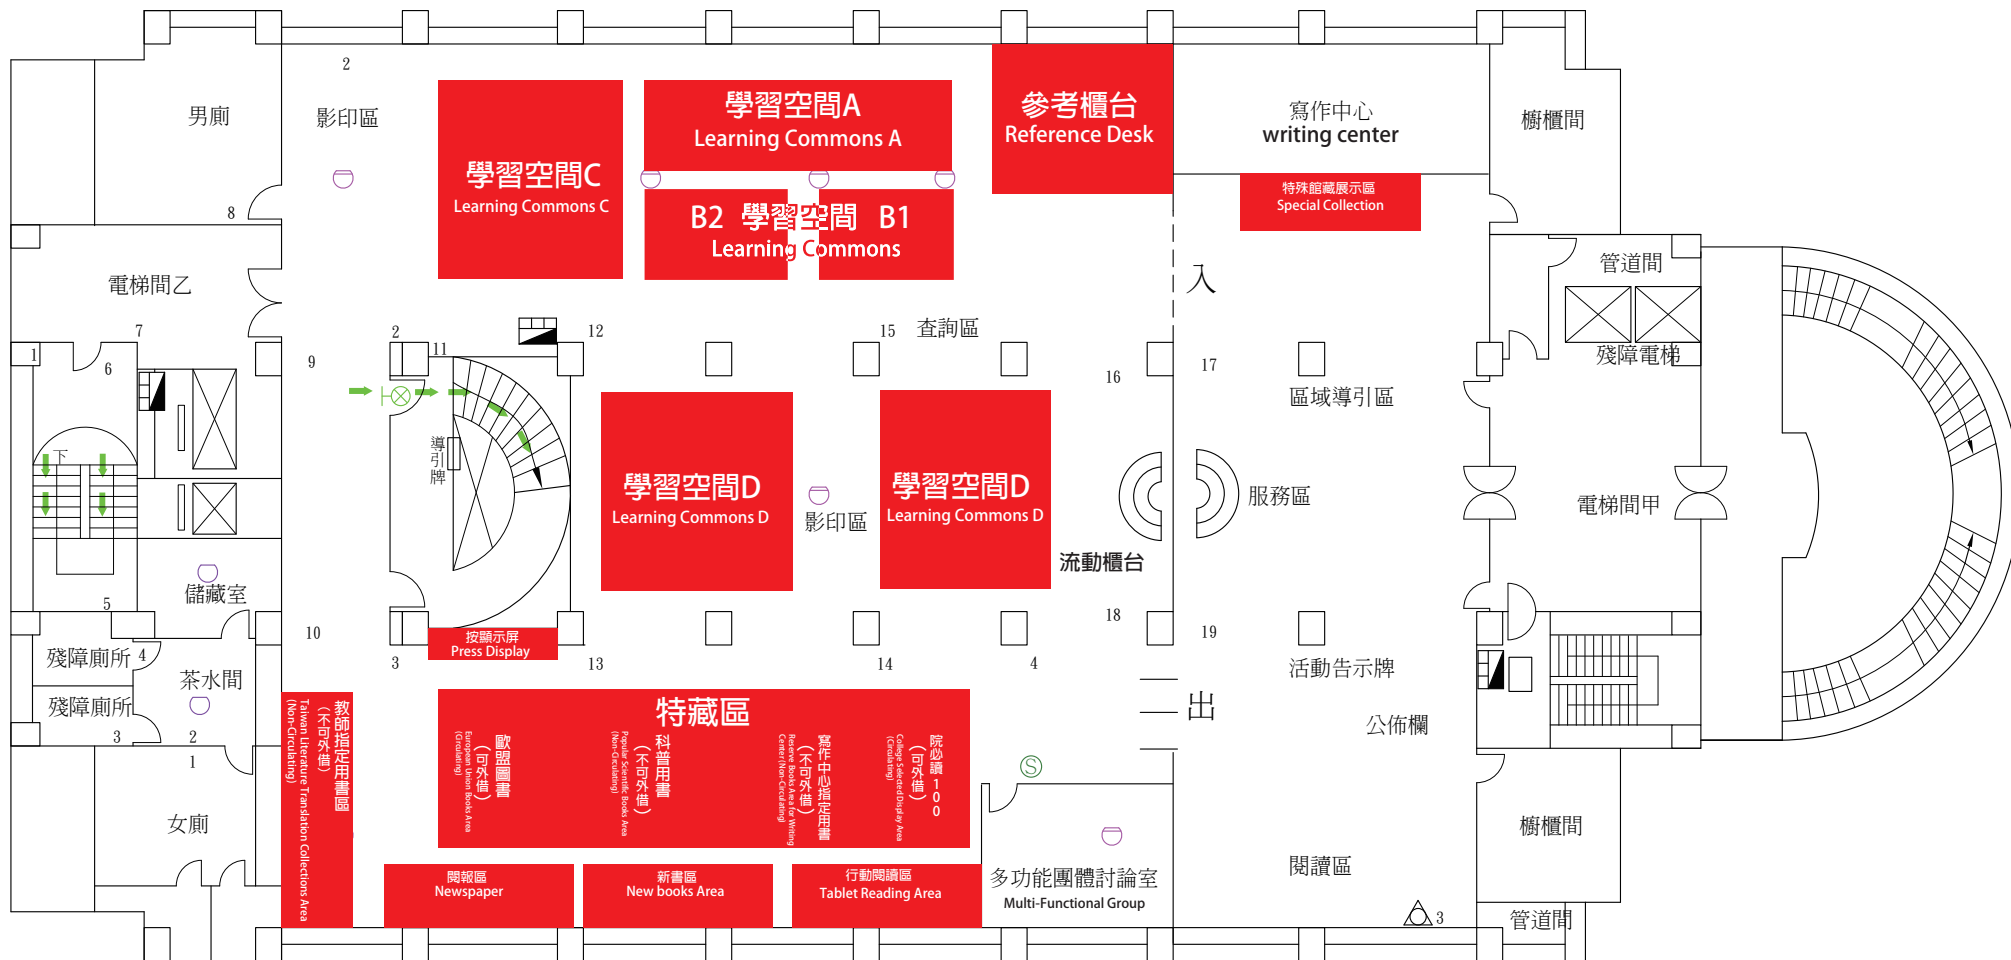 2
男廁
影印區
學習空間C
Learning Commons C
學習空間A
Learning Commons A
B2 學習空間 B1
Learning Commons
參考櫃台
Reference Desk
寫作中心
writing center
特殊館藏展示區
Special Collection
櫥櫃間
8
電梯間乙
入
管道間
殘障電梯
7
1
6
9
2
11
12
15
查詢區
16
17
區域導引區
下
導引牌
學習空間D
Learning Commons D
影印區
學習空間D
Learning Commons D
服務區
流動櫃台
電梯間甲
儲藏室
5
10
殘障廁所
4
茶水間
殘障廁所
3
2
1
3
按顯示屏
Press Display
13
14
4
18
19
活動告示牌
出
公佈欄
女廁
教師指定用書區
(不可外借)
Taiwan Literature Translation Collections Area
(Non-Circulating)
特藏區
歐盟圖書
(可外借)
European Union Books Area
(Circulating)
科普用書
(不可外借)
Popular Scientific Books Area
(Non-Circulating)
寫作中心指定用書
(不可外借)
Reserve Books Area for Writing
Center(Non-Circulating)
院必讀 100
(可外借)
College Selected Display Area
(Circulating)
S
閱報區
Newspaper
新書區
New books Area
行動閱讀區
Tablet Reading Area
多功能團體討論室
Multi-Functional Group
閱讀區
3
櫥櫃間
管道間